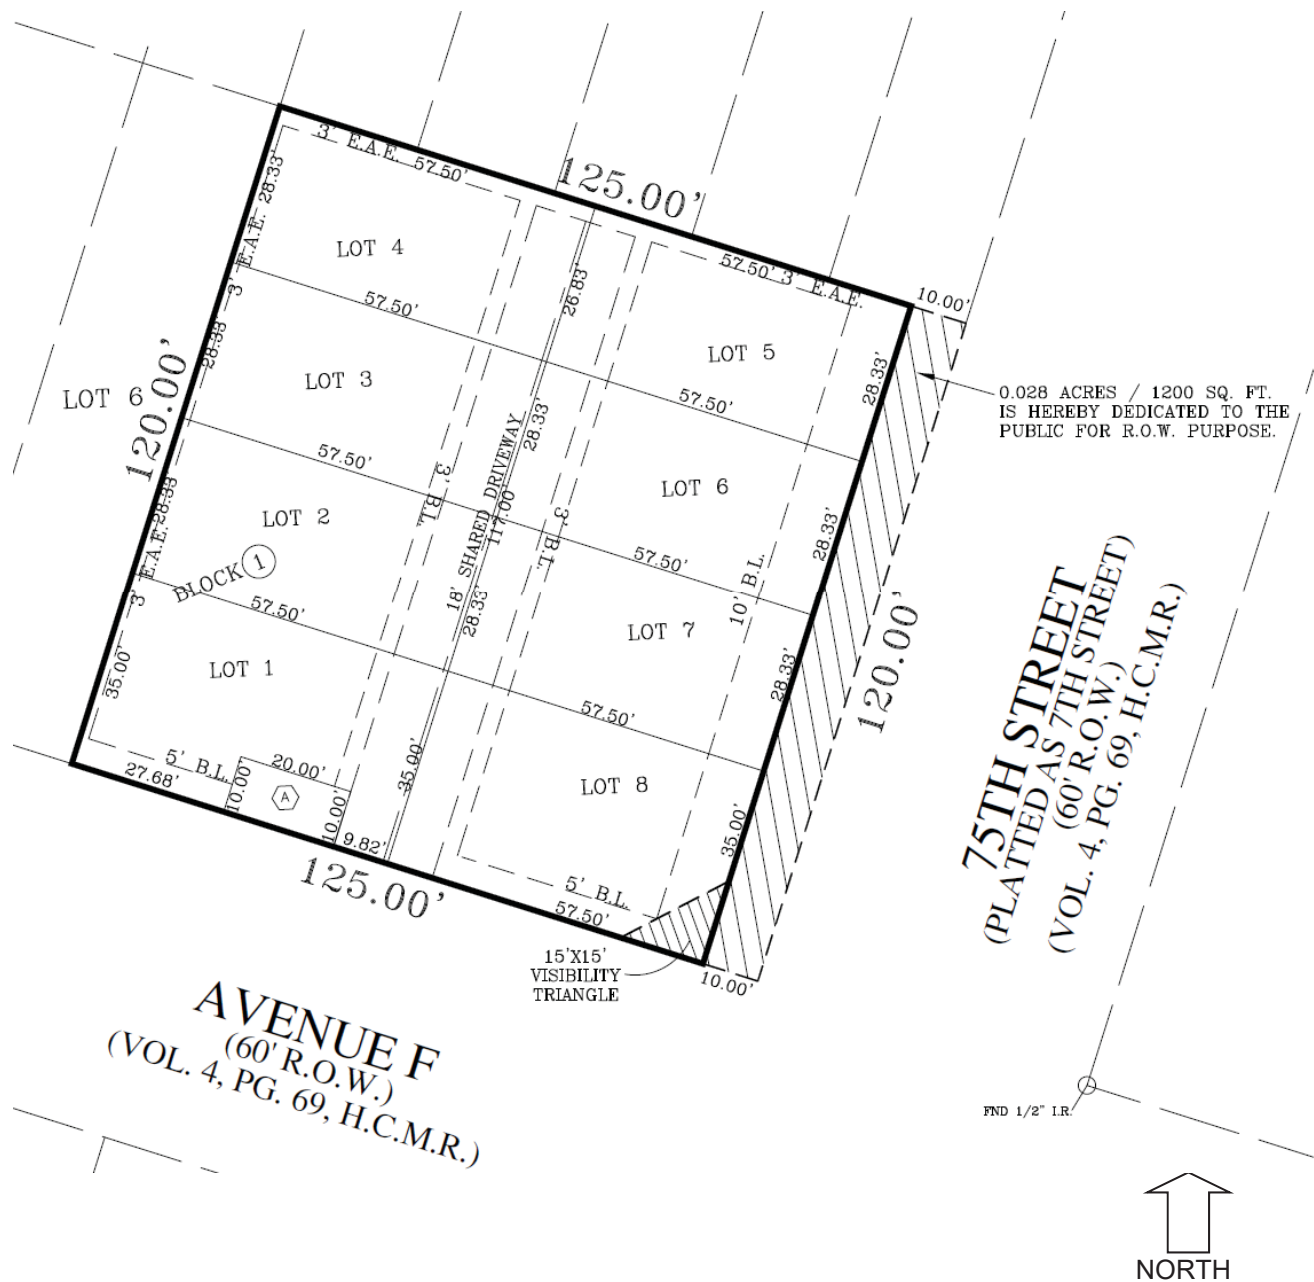 3' E.A.E. 57.50'
125.00'
3' E.A.E. 28.33'
LOT 4
57.50'
26.83'
57.50' 3' E.A.E.
10.00'
LOT 5
28.33'
0.028 ACRES / 1200 SQ. FT.
IS HEREBY DEDICATED TO THE
PUBLIC FOR R.O.W. PURPOSE.
LOT 6
120.00'
28.33'
LOT 3
57.50'
28.33'
57.50'
LOT 6
28.33'
3' B.L.
18' SHARED DRIVEWAY
117.00'
28.33'
3' B.L.
57.50'
10' B.L.
3' E.A.E. 28.33'
LOT 2
BLOCK 1
57.50'
LOT 7
28.33'
120.00'
LOT 1
35.00'
57.50'
5' B.L.
27.68'
10.00'
20.00'
A
10.00'
9.82'
35.00'
LOT 8
35.00'
125.00'
5' B.L.
57.50'
10.00'
15'X15'
VISIBILITY
TRIANGLE
75TH STREET
(PLATTED AS 7TH STREET)
(60' R.O.W.)
(VOL. 4, PG. 69, H.C.M.R.)
AVENUE F
(60' R.O.W.)
(VOL. 4, PG. 69, H.C.M.R.)
FND 1/2" I.R.
NORTH